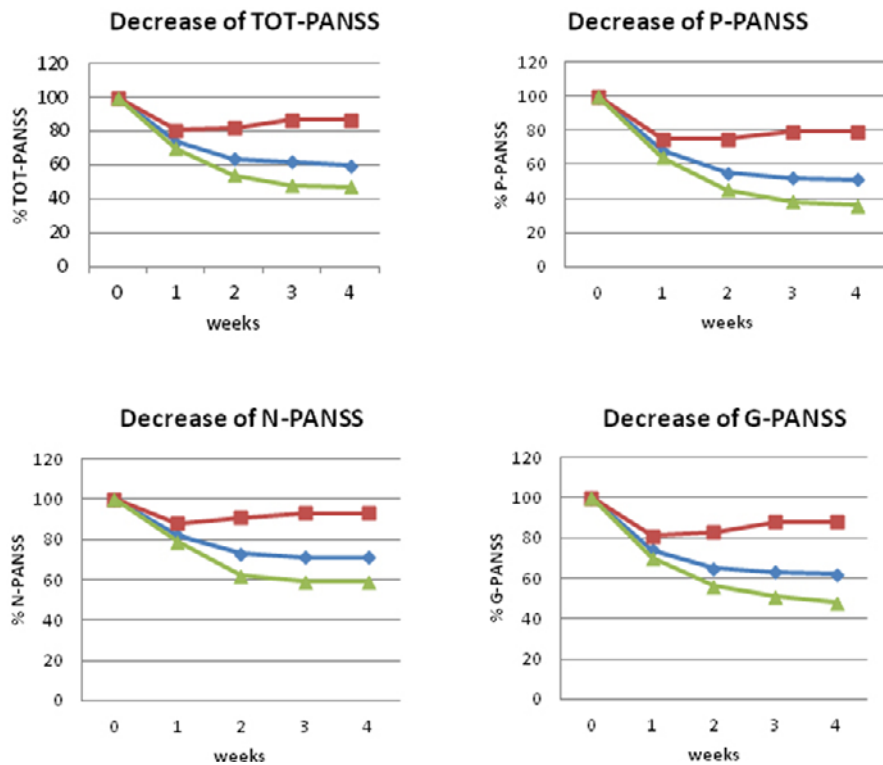 Decrease of TOT-PANSS
120
100
80
60
40
20
0
% TOT-PANSS
0 1 2 3 4
weeks
Decrease of P-PANSS
120
100
80
60
40
20
0
% P-PANSS
0 1 2 3 4
weeks
Decrease of N-PANSS
120
100
80
60
40
20
0
% N-PANSS
0 1 2 3 4
weeks
Decrease of G-PANSS
120
100
80
60
40
20
0
% G-PANSS
0 1 2 3 4
weeks